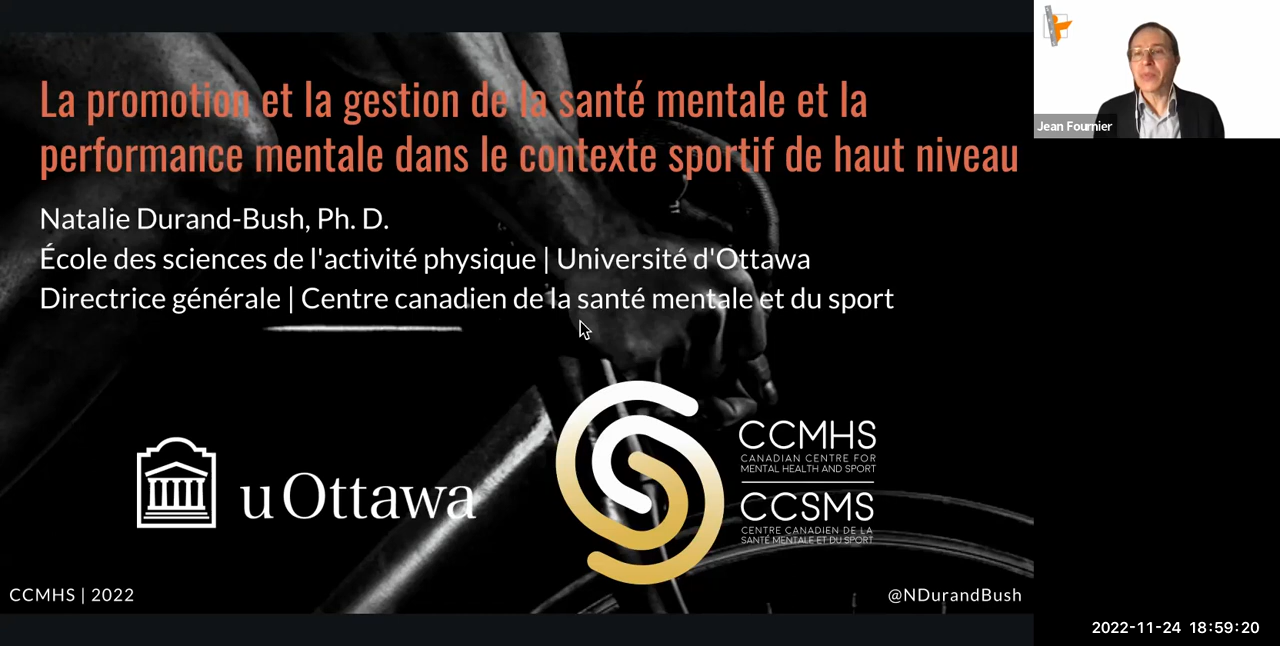 La promotion et la gestion de la santé mentale et la
performance mentale dans le contexte sportif de haut niveau
Natalie Durand-Bush, Ph. D.
École des sciences de l'activité physique | Université d'Ottawa
Directrice générale | Centre canadien de la santé mentale et du sport
uOttawa
CCMHS
CANADIAN CENTRE FOR
MENTAL HEALTH AND SPORT
CCSMS
CENTRE CANADIEN DE LA
SANTÉ MENTALE ET DU SPORT
CCMHS | 2022
@NDurandBush
Jean Fournier
2022-11-24 18:59:20